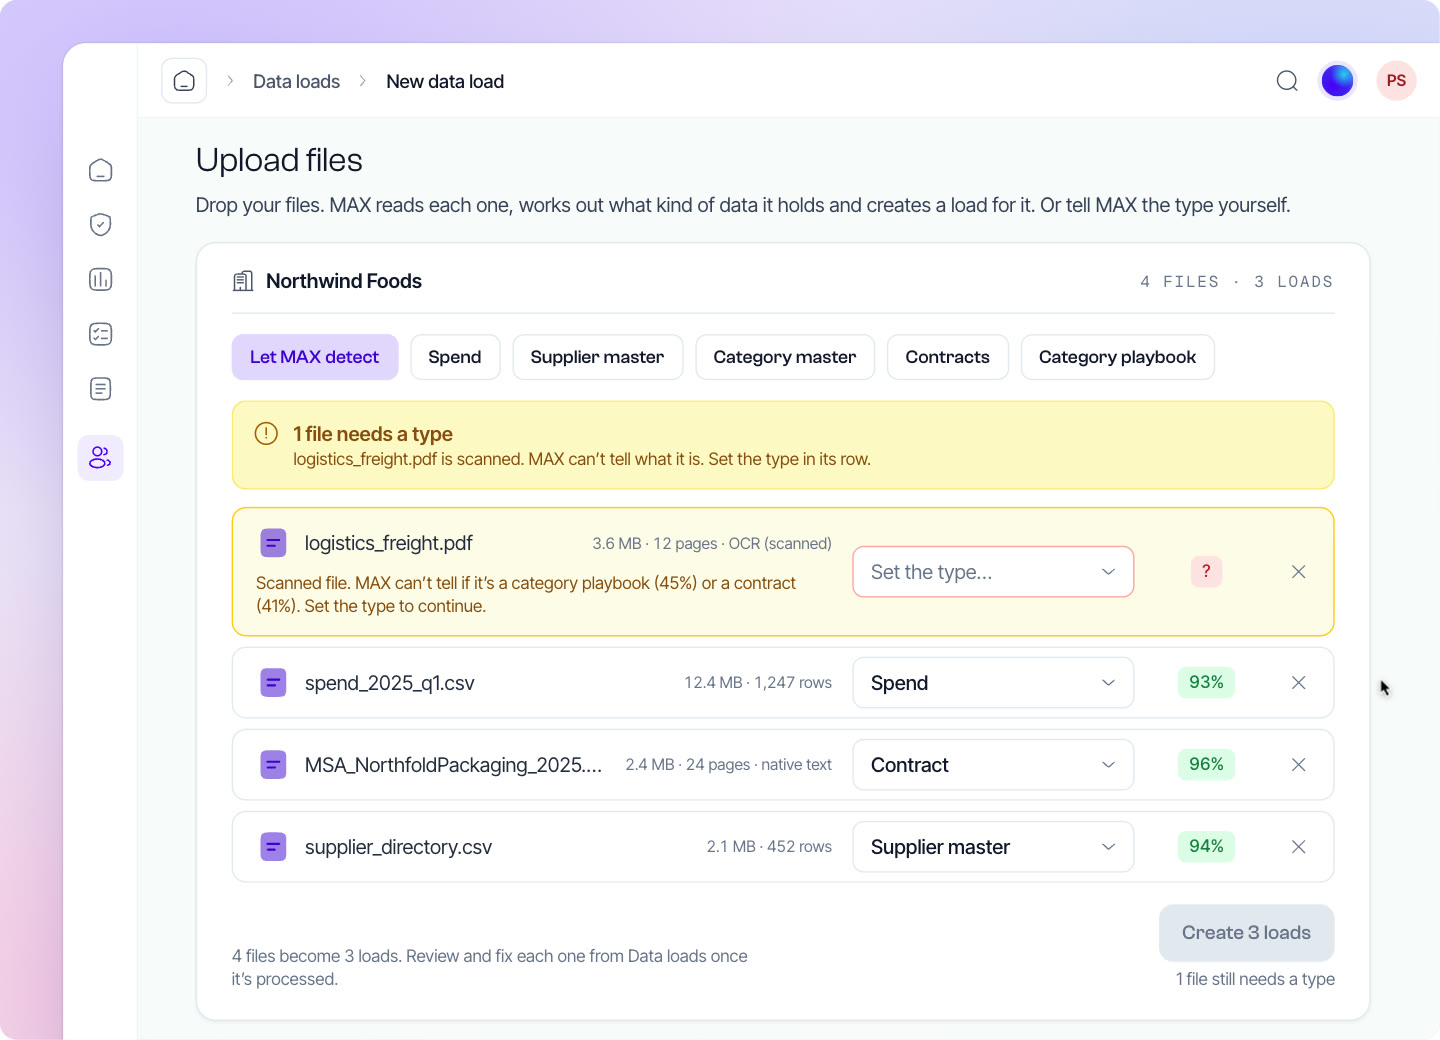 Data loads
New data load
PS
Upload files
Drop your files. MAX reads each one, works out what kind of data it holds and creates a load for it. Or tell MAX the type yourself.
Northwind Foods
4 FILES · 3 LOADS
Let MAX detect
Spend
Supplier master
Category master
Contracts
Category playbook
1 file needs a type
logistics_freight.pdf is scanned. MAX can’t tell what it is. Set the type in its row.
logistics_freight.pdf
3.6 MB · 12 pages · OCR (scanned)
Scanned file. MAX can’t tell if it’s a category playbook (45%) or a contract
(41%). Set the type to continue.
Set the type...
?
spend_2025_q1.csv
12.4 MB · 1,247 rows
Spend
93%
MSA_NorthfoldPackaging_2025....
2.4 MB · 24 pages · native text
Contract
96%
supplier_directory.csv
2.1 MB · 452 rows
Supplier master
94%
4 files become 3 loads. Review and fix each one from Data loads once
it’s processed.
Create 3 loads
1 file still needs a type